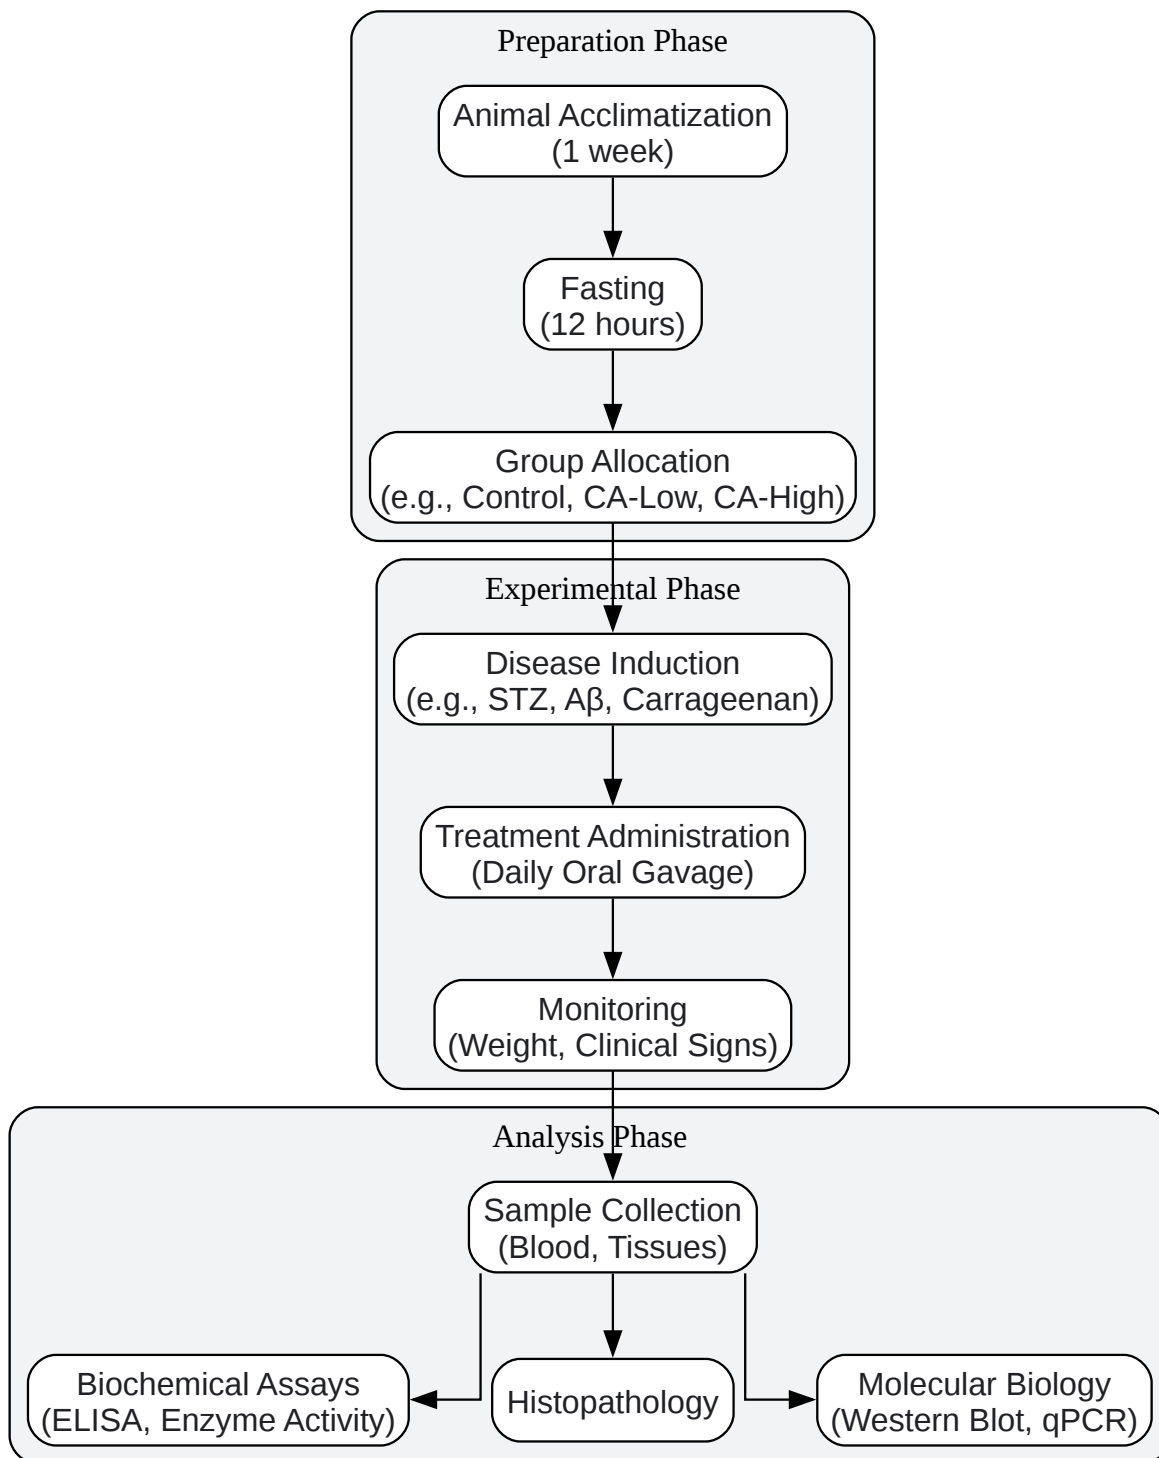 Preparation Phase
Animal Acclimatization
(1 week)
Fasting
(12 hours)
Group Allocation
(e.g., Control, CA-Low, CA-High)
Experimental Phase
Disease Induction
(e.g., STZ, Aβ, Carrageenan)
Treatment Administration
(Daily Oral Gavage)
Monitoring
(Weight, Clinical Signs)
Analysis Phase
Sample Collection
(Blood, Tissues)
Biochemical Assays
(ELISA, Enzyme Activity)
Histopathology
Molecular Biology
(Western Blot, qPCR)